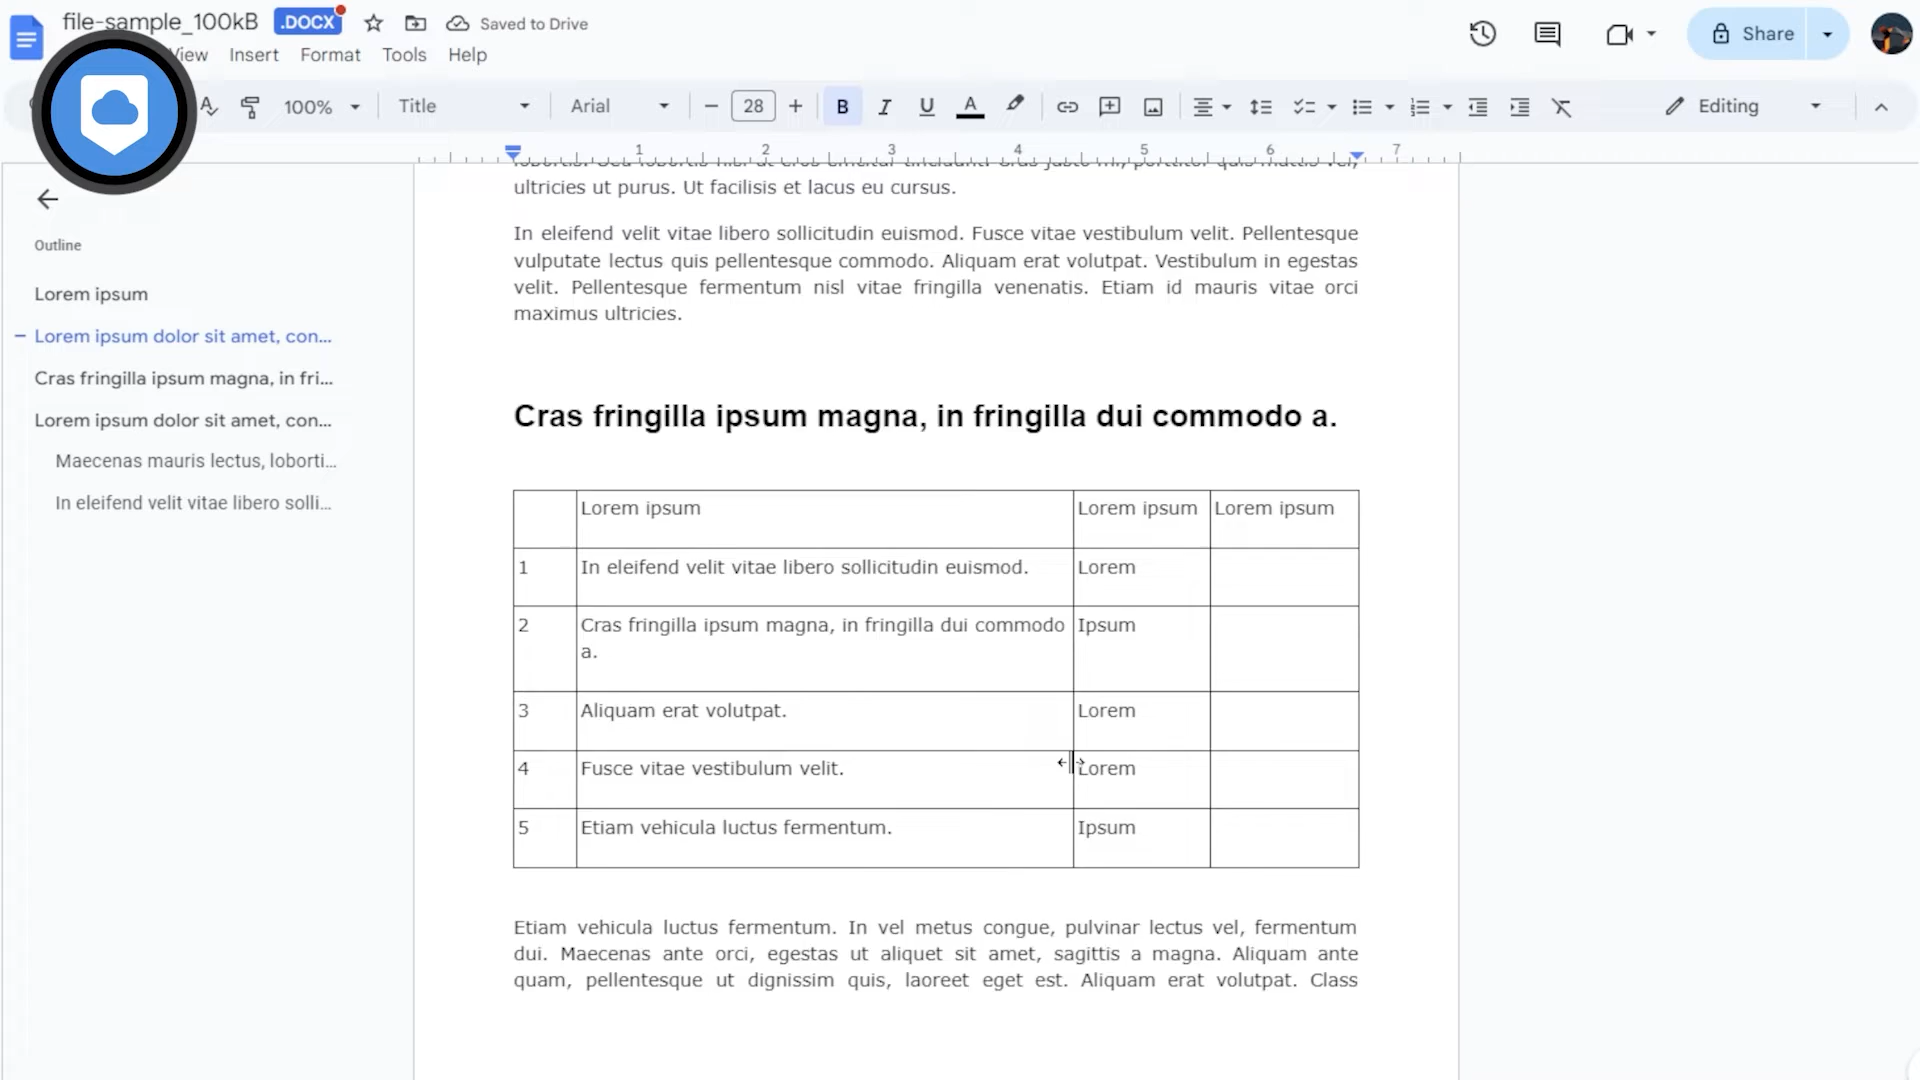 file-sample_100kB .DOCX Saved to Drive
View Insert Format Tools Help
Share
100% Title Arial 28 B I U A Editing
1 2 3 4 5 6 7
Outline
Lorem ipsum
Lorem ipsum dolor sit amet, con...
Cras fringilla ipsum magna, in fri...
Lorem ipsum dolor sit amet, con...
Maecenas mauris lectus, loborti...
In eleifend velit vitae libero solli...
ultricies ut purus. Ut facilisis et lacus eu cursus.
In eleifend velit vitae libero sollicitudin euismod. Fusce vitae vestibulum velit. Pellentesque
vulputate lectus quis pellentesque commodo. Aliquam erat volutpat. Vestibulum in egestas
velit. Pellentesque fermentum nisl vitae fringilla venenatis. Etiam id mauris vitae orci
maximus ultricies.
Cras fringilla ipsum magna, in fringilla dui commodo a.
Lorem ipsum Lorem ipsum Lorem ipsum
1 In eleifend velit vitae libero sollicitudin euismod. Lorem
2 Cras fringilla ipsum magna, in fringilla dui commodo Ipsum
a.
3 Aliquam erat volutpat. Lorem
4 Fusce vitae vestibulum velit. Lorem
5 Etiam vehicula luctus fermentum. Ipsum
Etiam vehicula luctus fermentum. In vel metus congue, pulvinar lectus vel, fermentum
dui. Maecenas ante orci, egestas ut aliquet sit amet, sagittis a magna. Aliquam ante
quam, pellentesque ut dignissim quis, laoreet eget est. Aliquam erat volutpat. Class